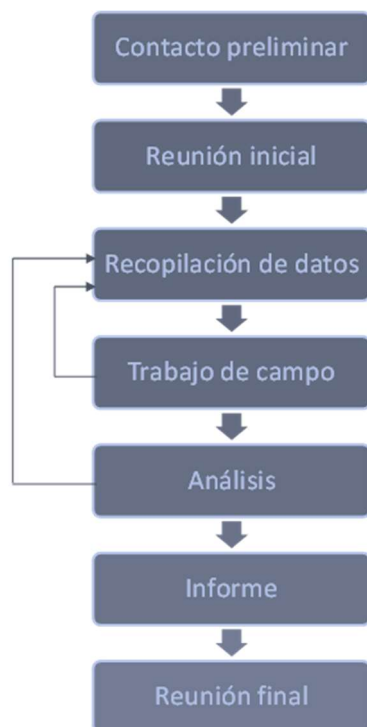 Contacto preliminar
Reunión inicial
Recopilación de datos
Trabajo de campo
Análisis
Informe
Reunión final